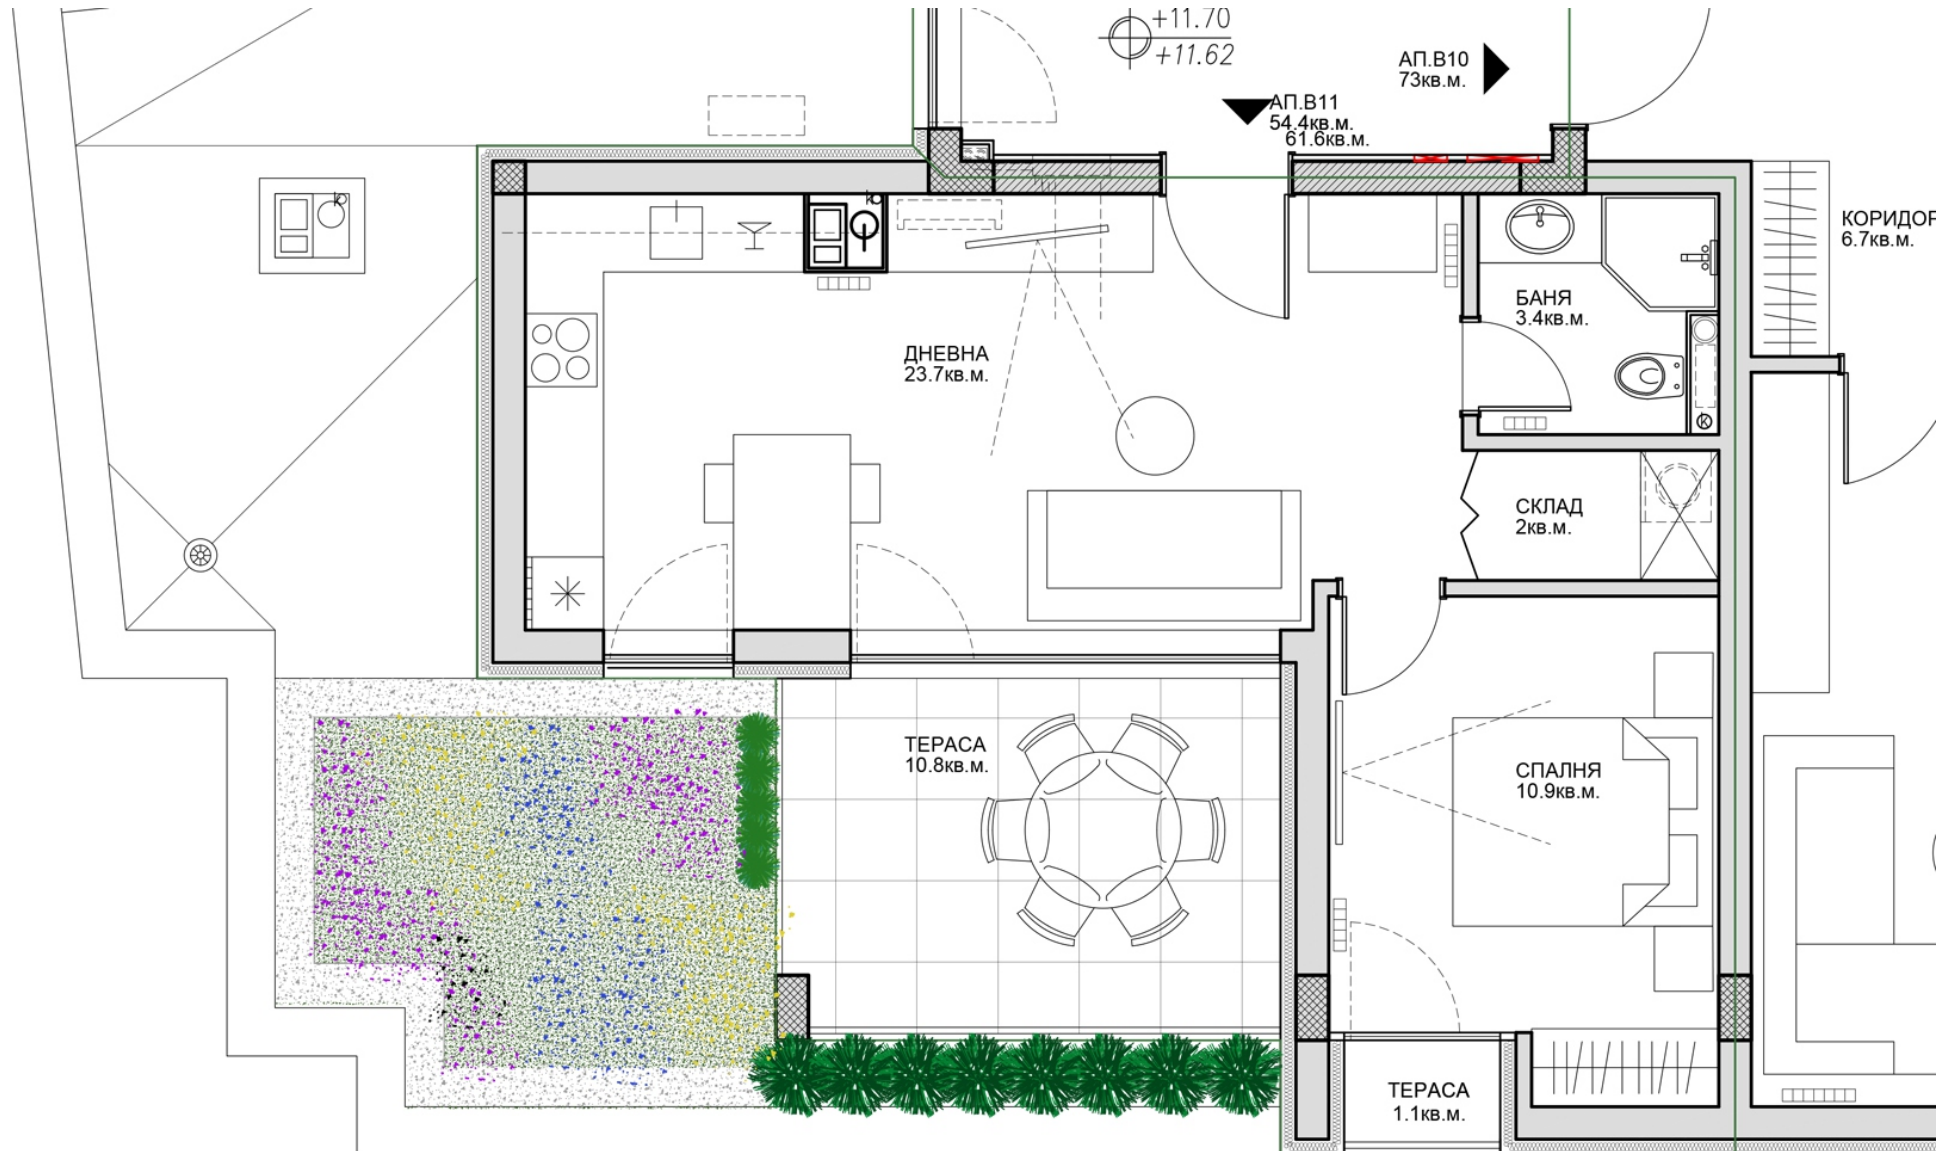 +11.70
+11.62
АП.В10
73кв.м.
АП.В11
54.4кв.м.
61.6кв.м.
КОРИДОР
6.7кв.м.
БАНЯ
3.4кв.м.
ДНЕВНА
23.7кв.м.
СКЛАД
2кв.м.
ТЕРАСА
10.8кв.м.
СПАЛНЯ
10.9кв.м.
ТЕРАСА
1.1кв.м.
К
К
К